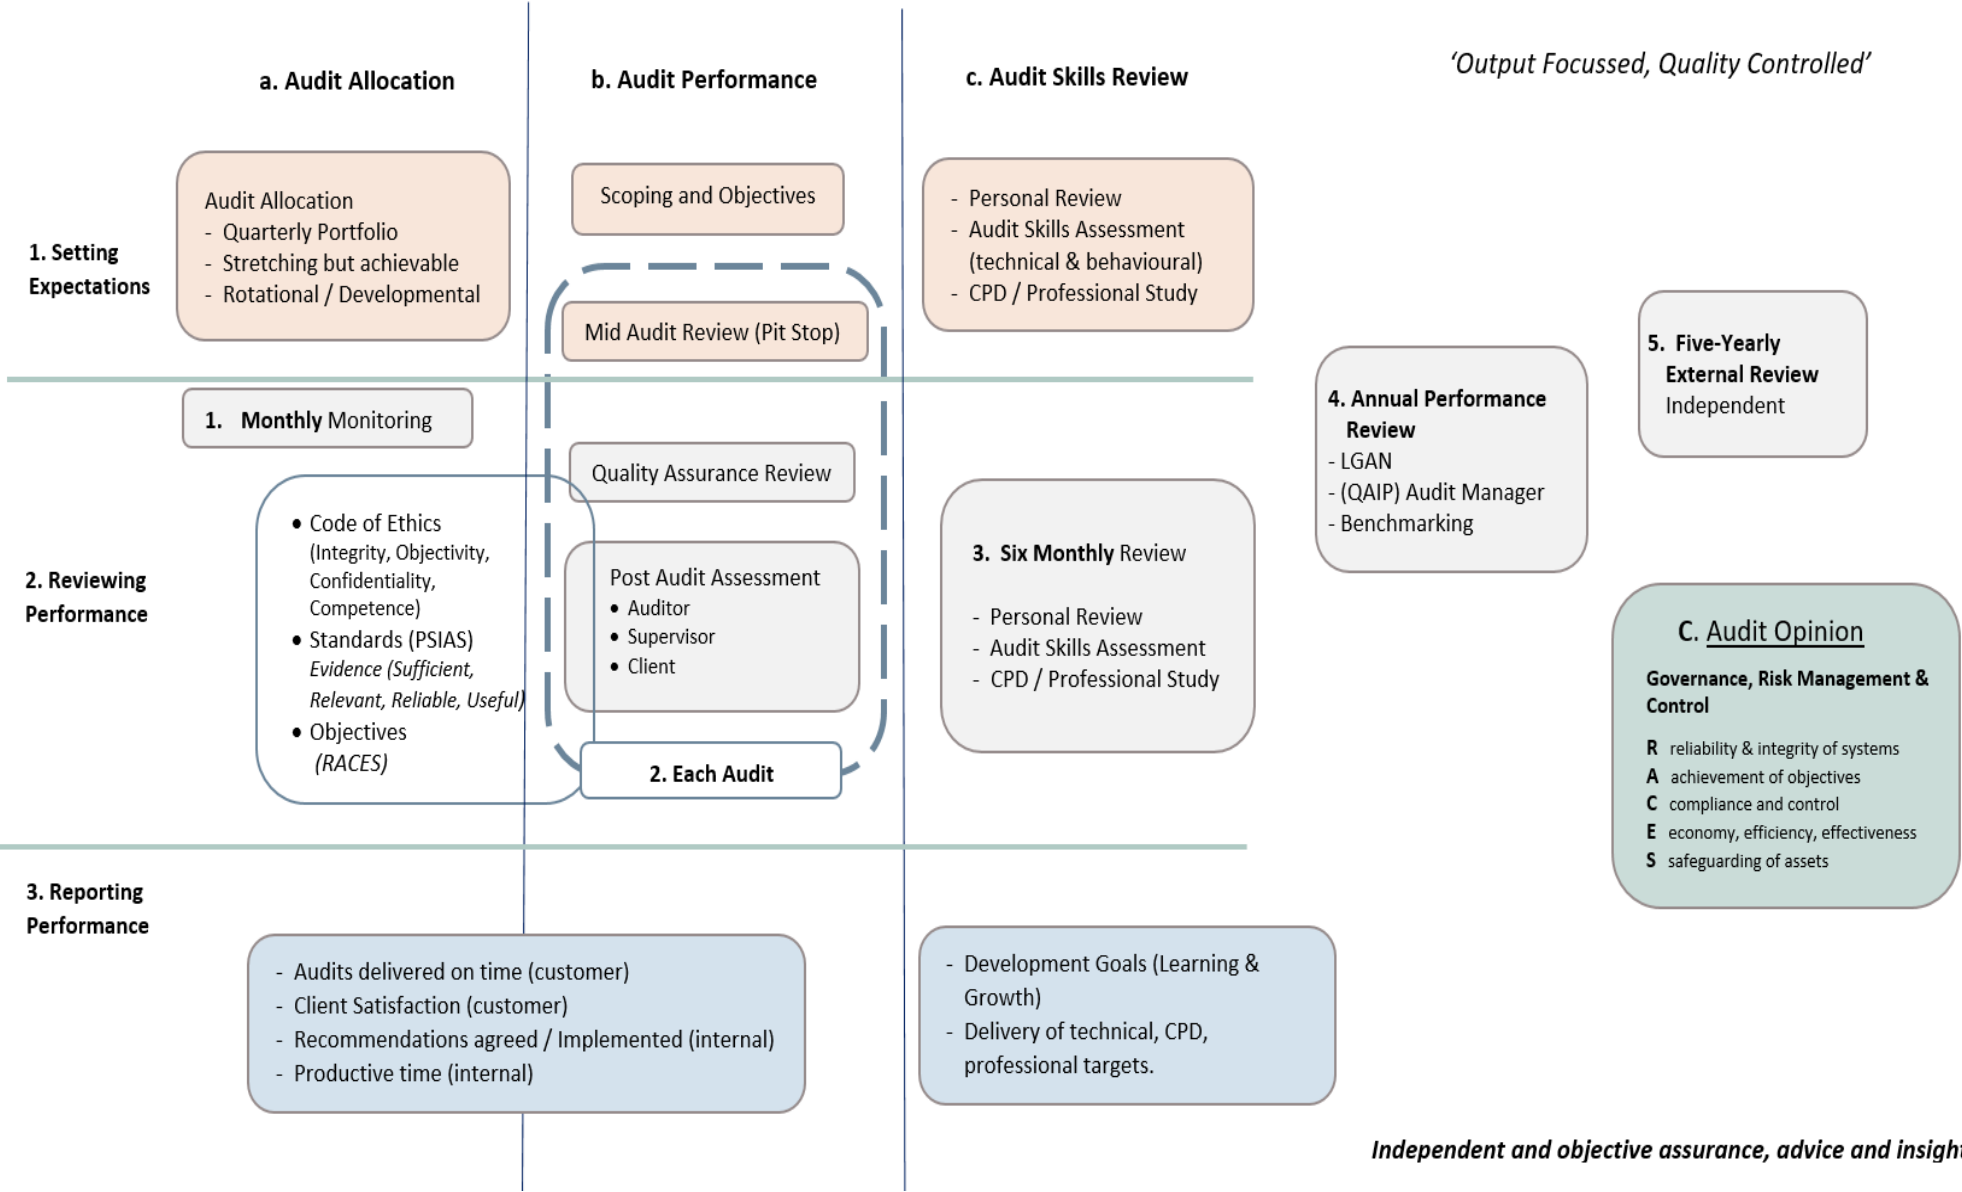 a. Audit Allocation
b. Audit Performance
c. Audit Skills Review
‘Output Focussed, Quality Controlled’
1. Setting
Expectations
Audit Allocation
- Quarterly Portfolio
- Stretching but achievable
- Rotational / Developmental
Scoping and Objectives
Mid Audit Review (Pit Stop)
- Personal Review
- Audit Skills Assessment
(technical & behavioural)
- CPD / Professional Study
2. Reviewing
Performance
1. Monthly Monitoring
• Code of Ethics
(Integrity, Objectivity,
Confidentiality,
Competence)
• Standards (PSIAS)
Evidence (Sufficient,
Relevant, Reliable, Useful)
• Objectives
(RACES)
Quality Assurance Review
Post Audit Assessment
• Auditor
• Supervisor
• Client
2. Each Audit
3. Six Monthly Review
- Personal Review
- Audit Skills Assessment
- CPD / Professional Study
4. Annual Performance
Review
- LGAN
- (QAIP) Audit Manager
- Benchmarking
5. Five-Yearly
External Review
Independent
C. Audit Opinion
Governance, Risk Management &
Control
R reliability & integrity of systems
A achievement of objectives
C compliance and control
E economy, efficiency, effectiveness
S safeguarding of assets
3. Reporting
Performance
- Audits delivered on time (customer)
- Client Satisfaction (customer)
- Recommendations agreed / Implemented (internal)
- Productive time (internal)
- Development Goals (Learning &
Growth)
- Delivery of technical, CPD,
professional targets.
Independent and objective assurance, advice and insight